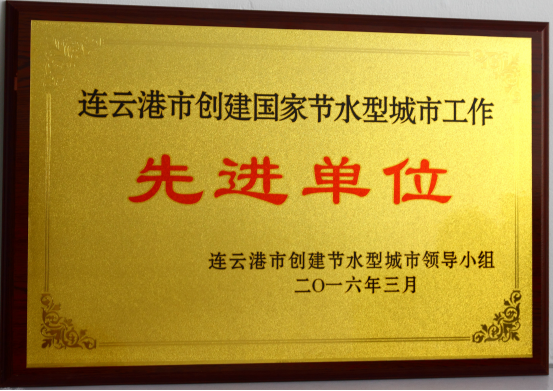 连云港市创建国家节水型城市工作
先进单位
连云港市创建节水型城市领导小组
二〇一六年三月